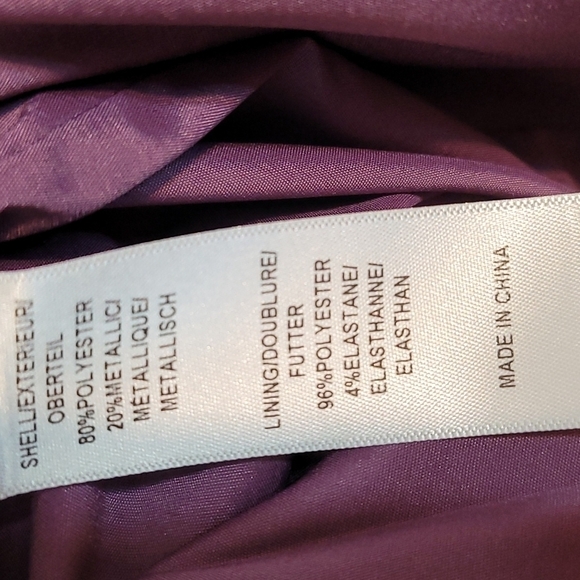 SHELL/EXTERIEUR/
OBERTEIL
80%POLYESTER
20%METALLIC/
MÉTALLIQUE/
METALLISCH
LINING/DOUBLURE/
FUTTER
96%POLYESTER
4%ELASTANE/
ELASTHANNE/
ELASTHAN
MADE IN CHINA